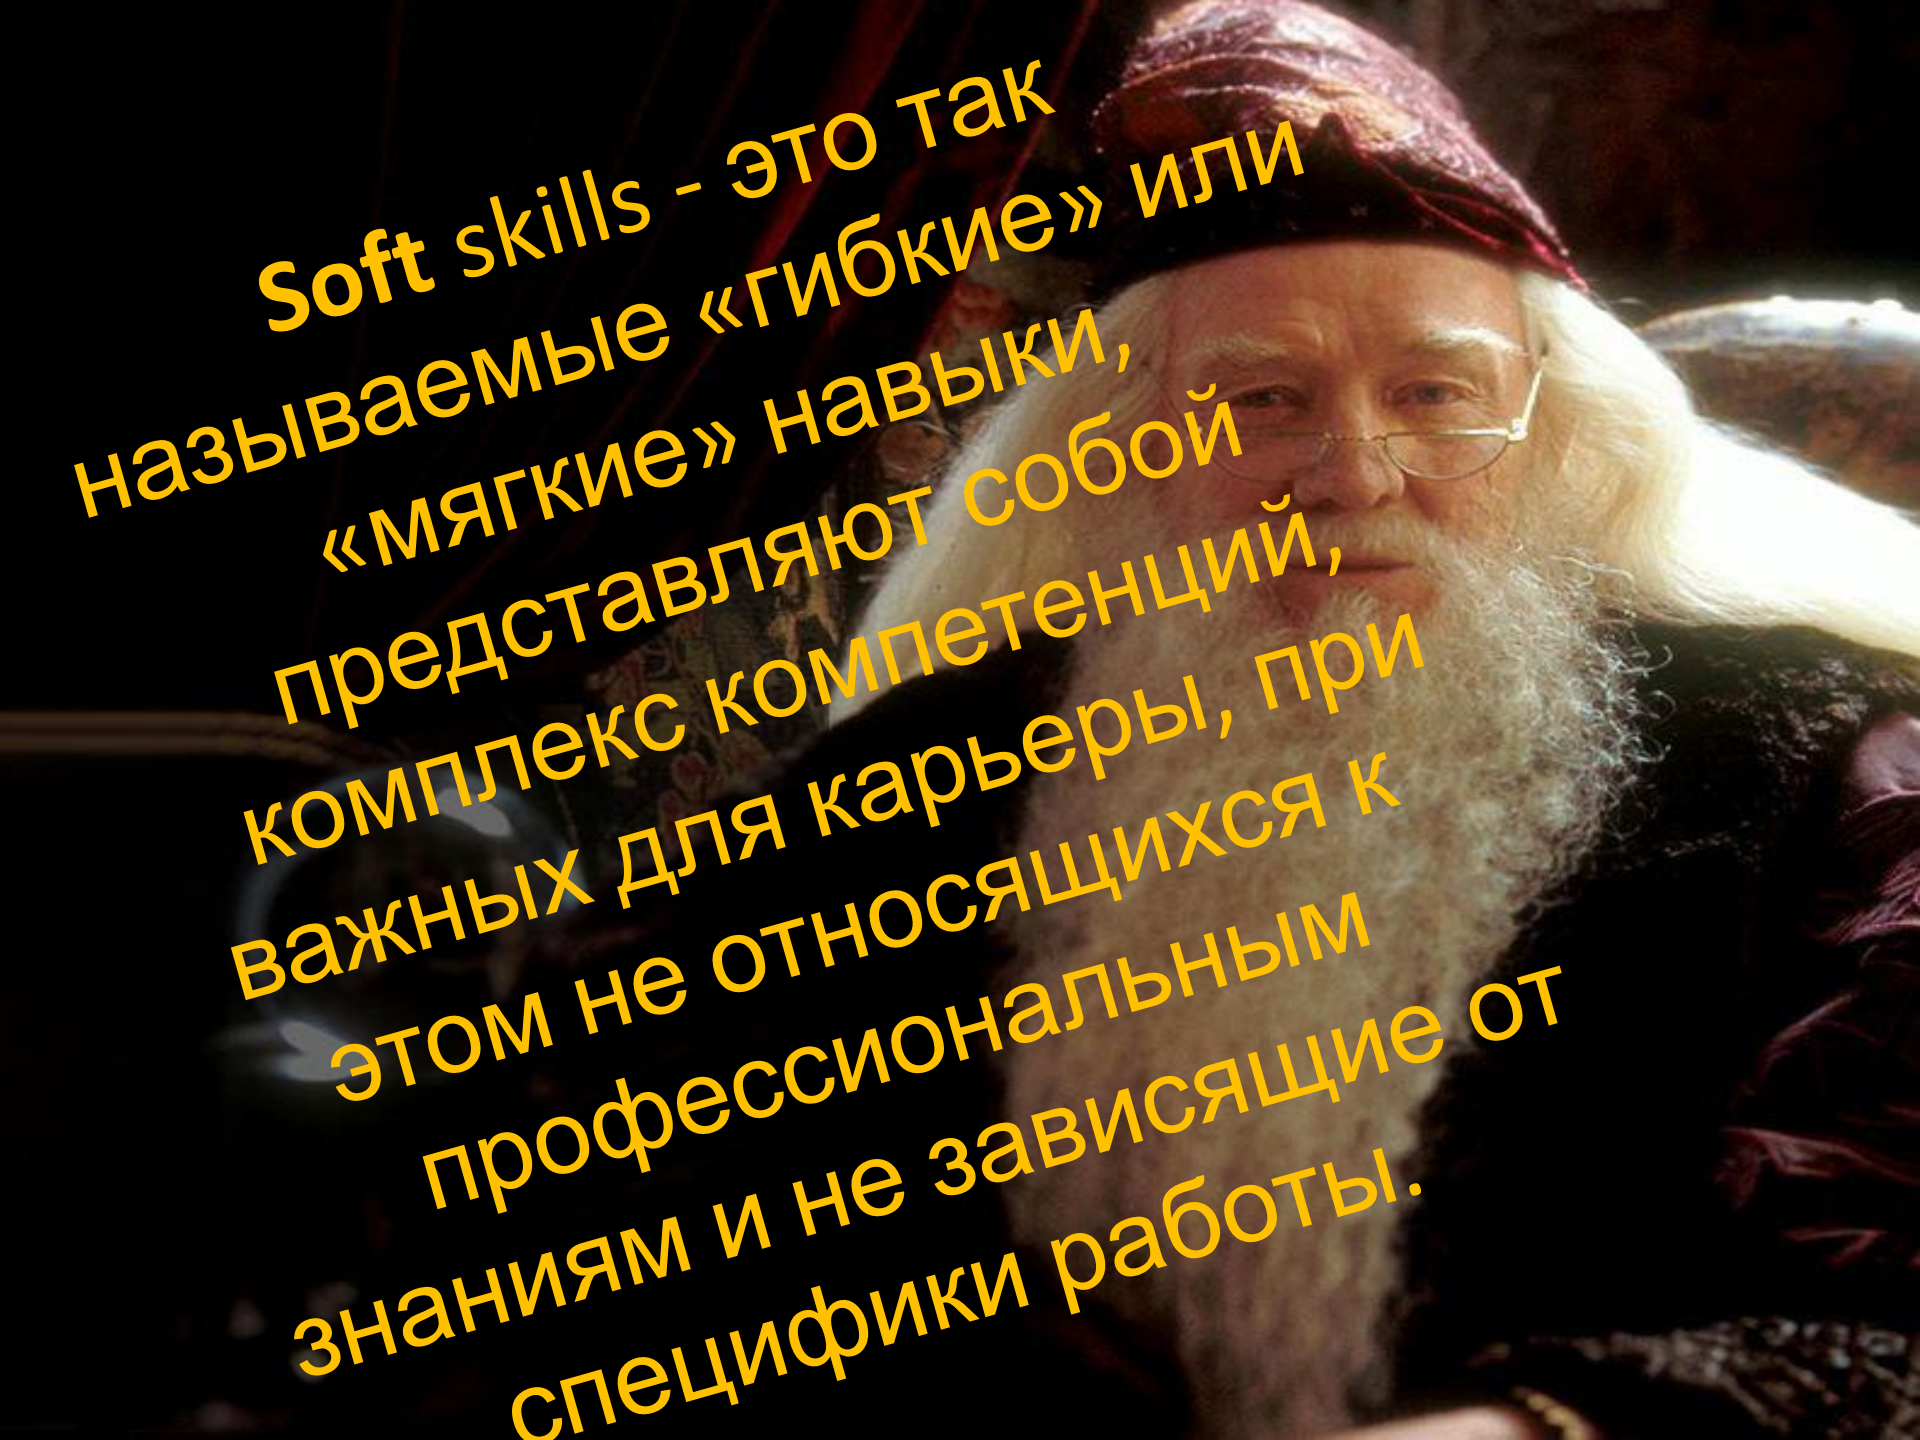 Soft skills - это так
называемые «гибкие» или
«мягкие» навыки,
представляют собой
комплекс компетенций,
важных для карьеры, при
этом не относящихся к
профессиональным
знаниям и не зависящие от
специфики работы.